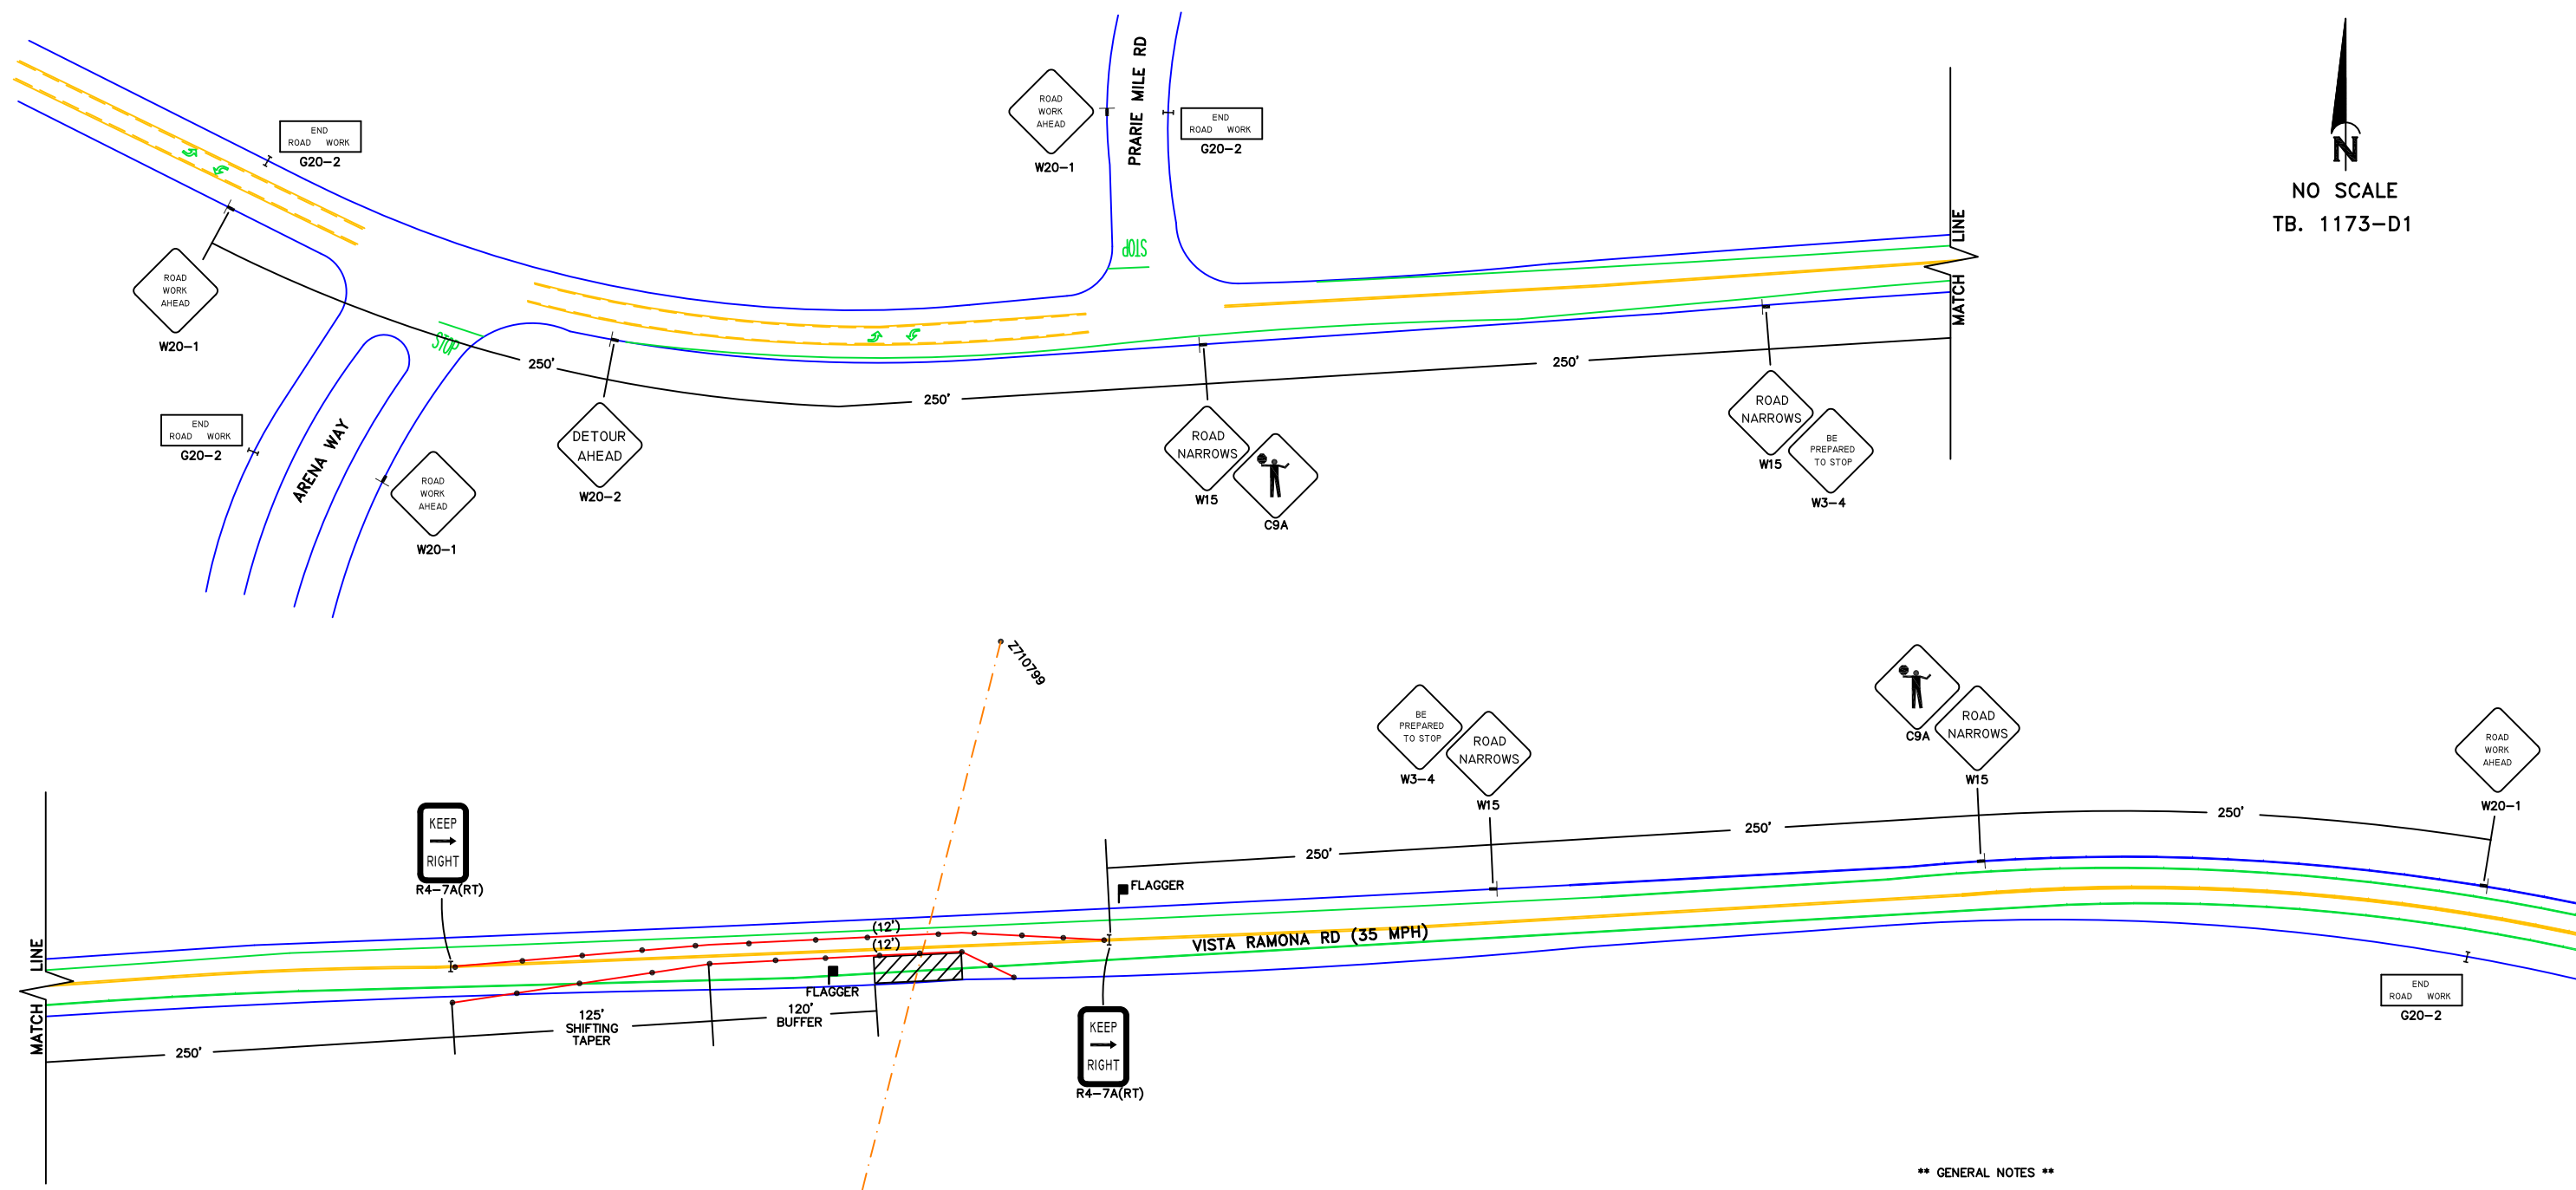 END
ROAD WORK
G20-2
ROAD
WORK
AHEAD
W20-1
PRARIE MILE RD
END
ROAD WORK
G20-2
N
NO SCALE
TB. 1173-D1
ROAD
WORK
AHEAD
W20-1
STOP
STOP
MATCH LINE
250'
250'
250'
END
ROAD WORK
G20-2
ARENA WAY
ROAD
WORK
AHEAD
W20-1
DETOUR
AHEAD
W20-2
ROAD
NARROWS
W15
C9A
ROAD
NARROWS
W15
BE
PREPARED
TO STOP
W3-4
Z710799
BE
PREPARED
TO STOP
W3-4
ROAD
NARROWS
W15
C9A
ROAD
NARROWS
W15
ROAD
WORK
AHEAD
W20-1
KEEP
RIGHT
R4-7A(RT)
250'
250'
250'
FLAGGER
(12')
(12')
VISTA RAMONA RD (35 MPH)
MATCH LINE
FLAGGER
250'
125'
SHIFTING
TAPER
120'
BUFFER
KEEP
RIGHT
R4-7A(RT)
END
ROAD WORK
G20-2
** GENERAL NOTES **